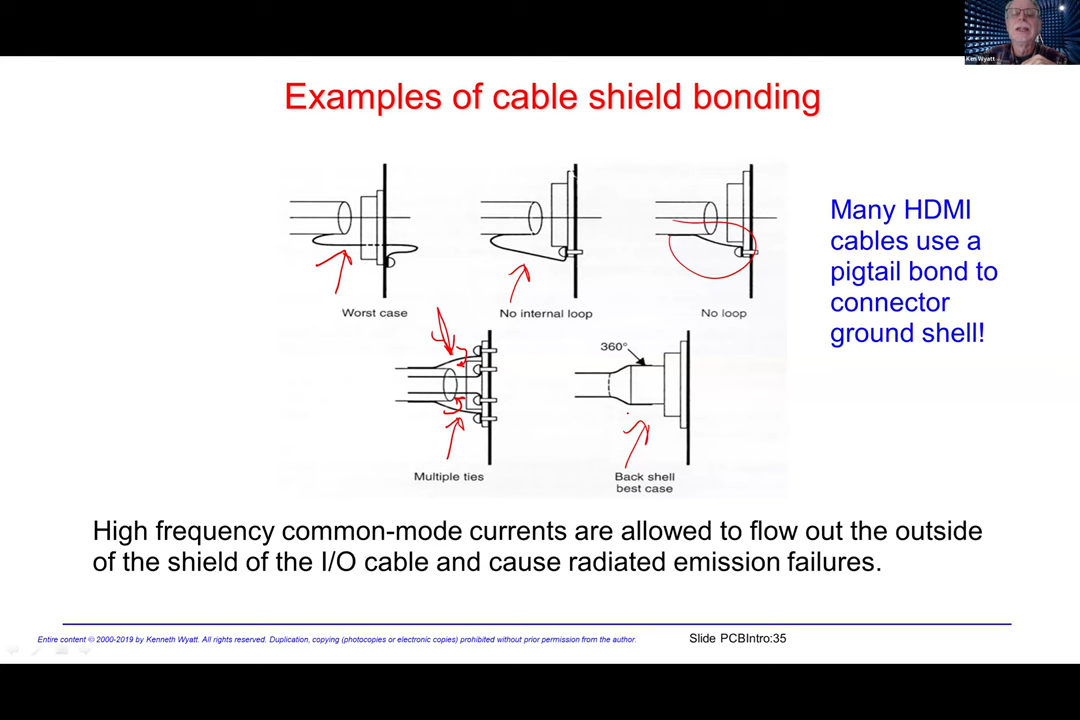 Ken Wyatt
Examples of cable shield bonding
Many HDMI
cables use a
pigtail bond to
connector
ground shell!
Worst case
No internal loop
No loop
360°
Multiple ties
Back shell
best case
High frequency common-mode currents are allowed to flow out the outside
of the shield of the I/O cable and cause radiated emission failures.
Entire content © 2000-2019 by Kenneth Wyatt. All rights reserved. Duplication, copying (photocopies or electronic copies) prohibited without prior permission from the author.
Slide PCBIntro:35